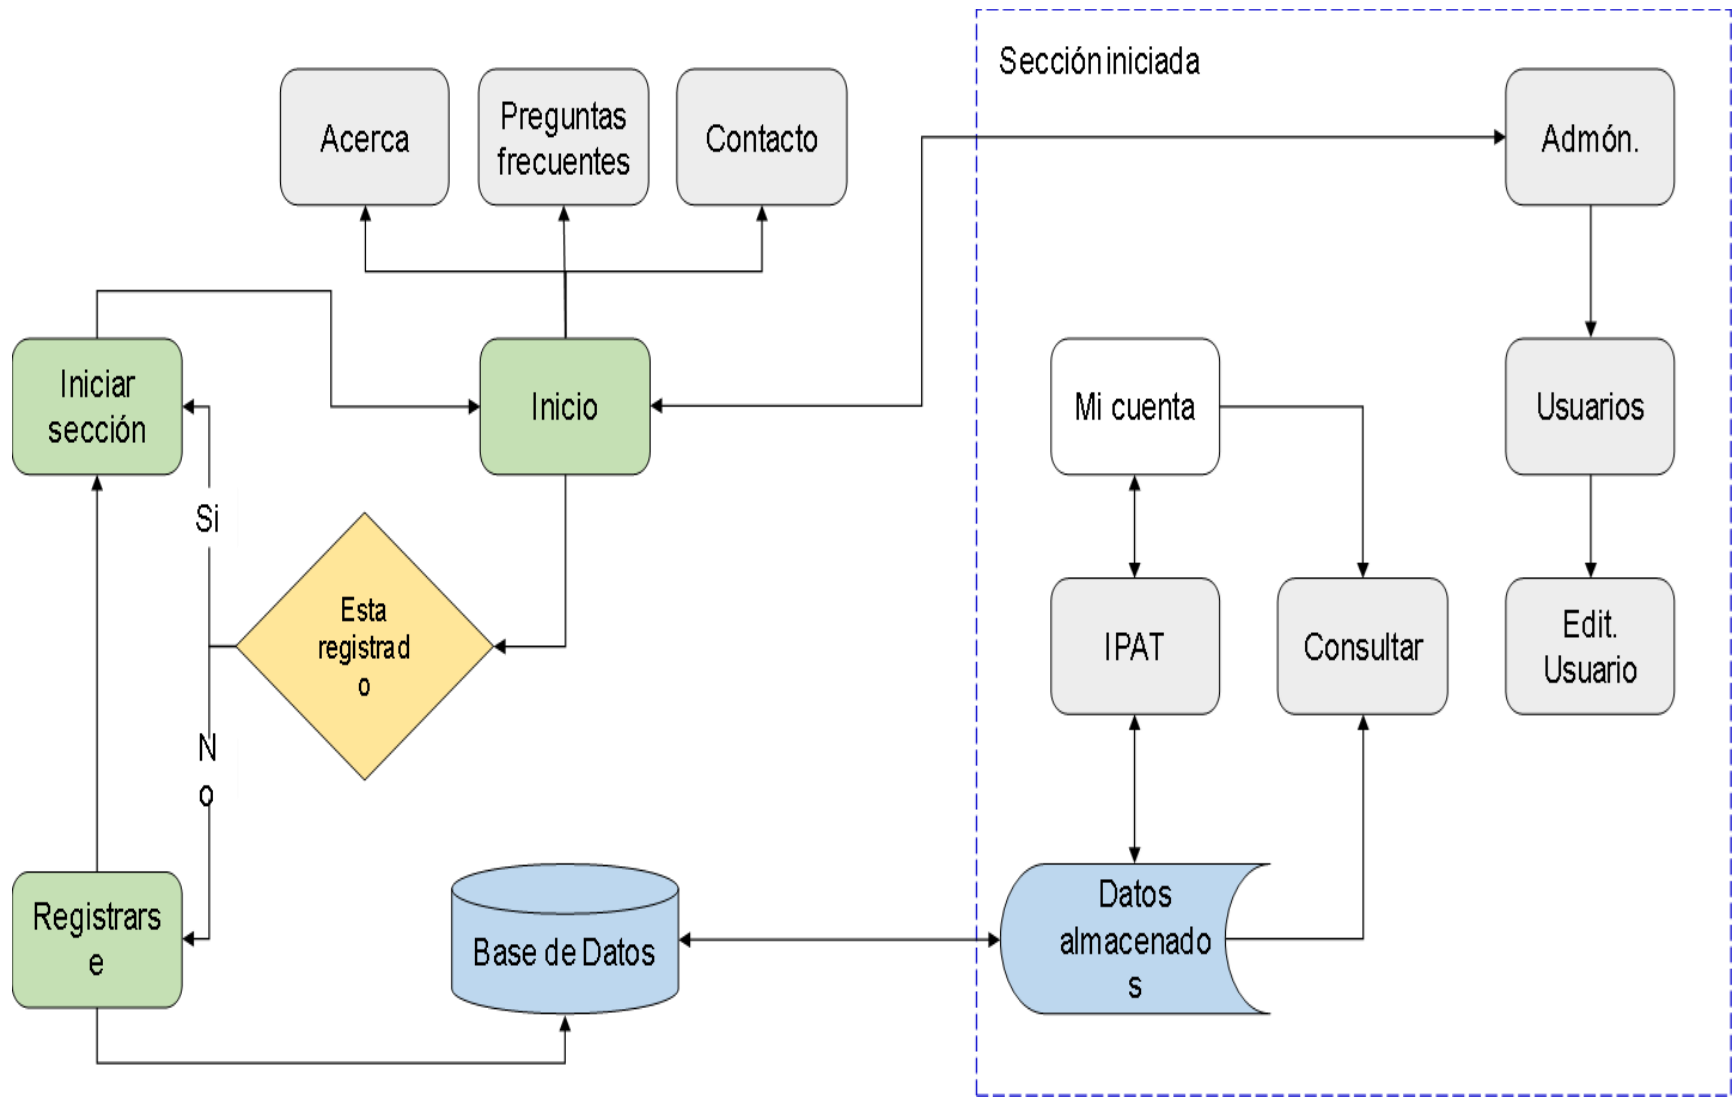 Sección iniciada
Acerca
Preguntas
frecuentes
Contacto
Admón.
Iniciar
sección
Inicio
Mi cuenta
Usuarios
Si
Esta
registrad
o
IPAT
Consultar
Edit.
Usuario
N
o
Registrars
e
Base de Datos
Datos
almacenado
s